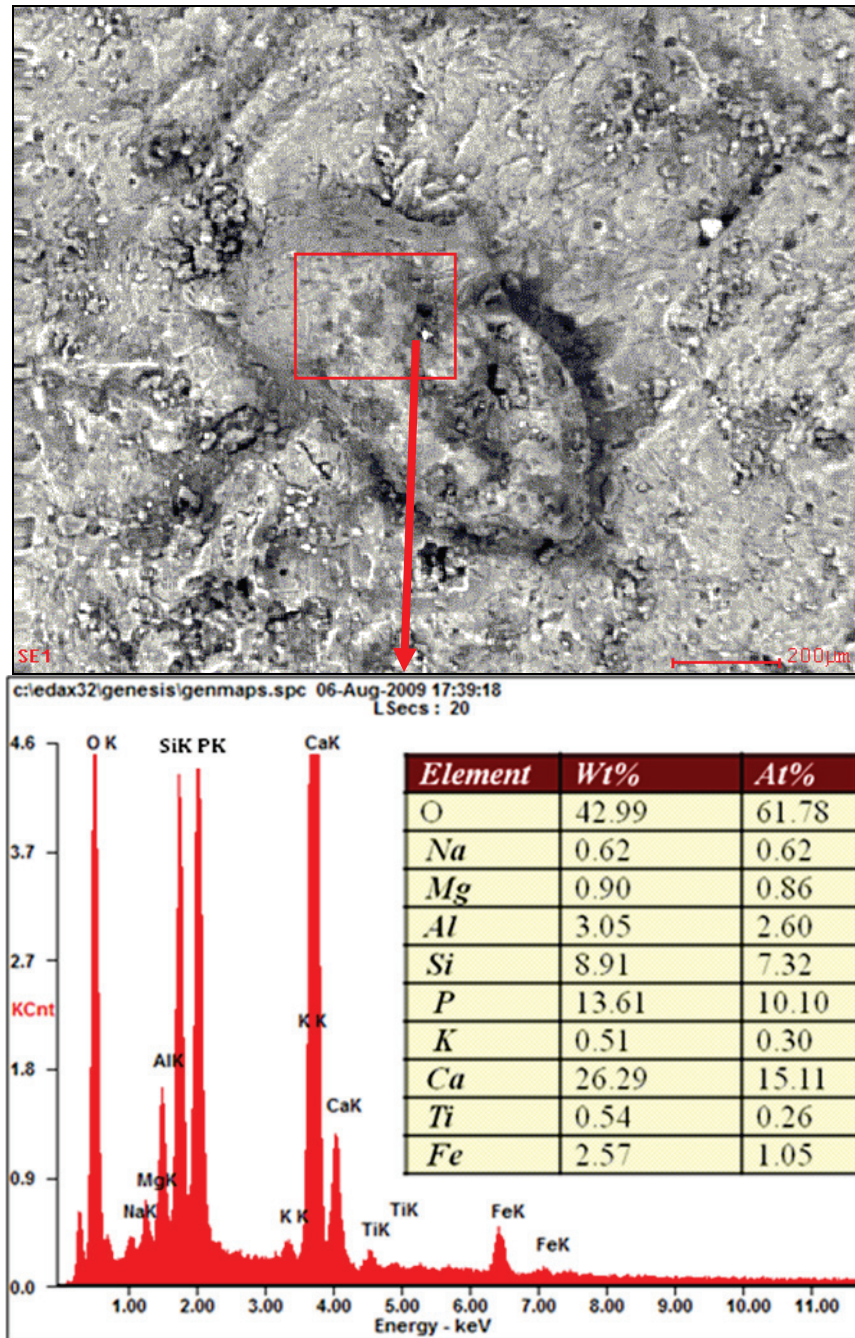 SE1
200µm
c:\edax32\genesis\genmaps.spc 06-Aug-2009 17:39:18
LSecs : 20
4.6
3.7
2.7
KCnt
1.8
0.9
0.0
O K
SiK PK
CaK
K K
AlK
CaK
MgK
NaK
K K
TiK
TiK
FeK
FeK
Element Wt% At%
O 42.99 61.78
Na 0.62 0.62
Mg 0.90 0.86
Al 3.05 2.60
Si 8.91 7.32
P 13.61 10.10
K 0.51 0.30
Ca 26.29 15.11
Ti 0.54 0.26
Fe 2.57 1.05
1.00 2.00 3.00 4.00 5.00 6.00 7.00 8.00 9.00 10.00 11.00
Energy - keV